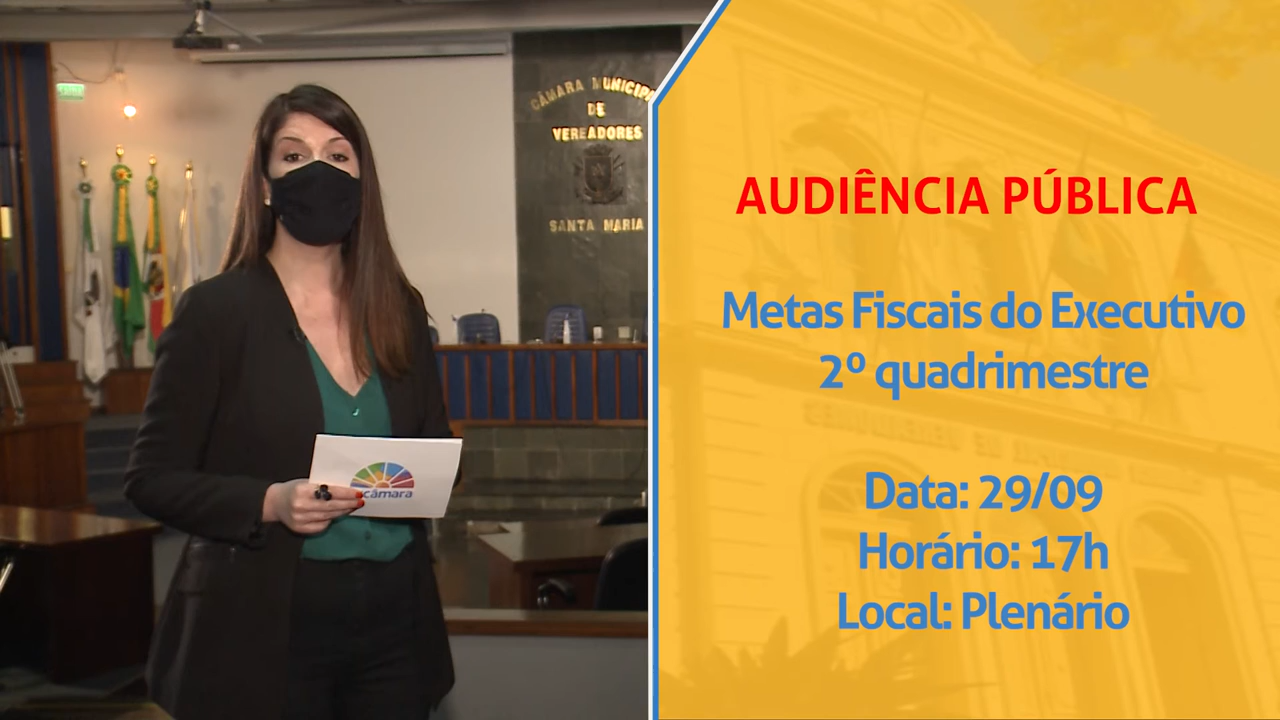 CÂMARA MUNICIP
DE
VEREADORES
SANTA MARIA
câmara
AUDIÊNCIA PÚBLICA
Metas Fiscais do Executivo
2º quadrimestre
Data: 29/09
Horário: 17h
Local: Plenário